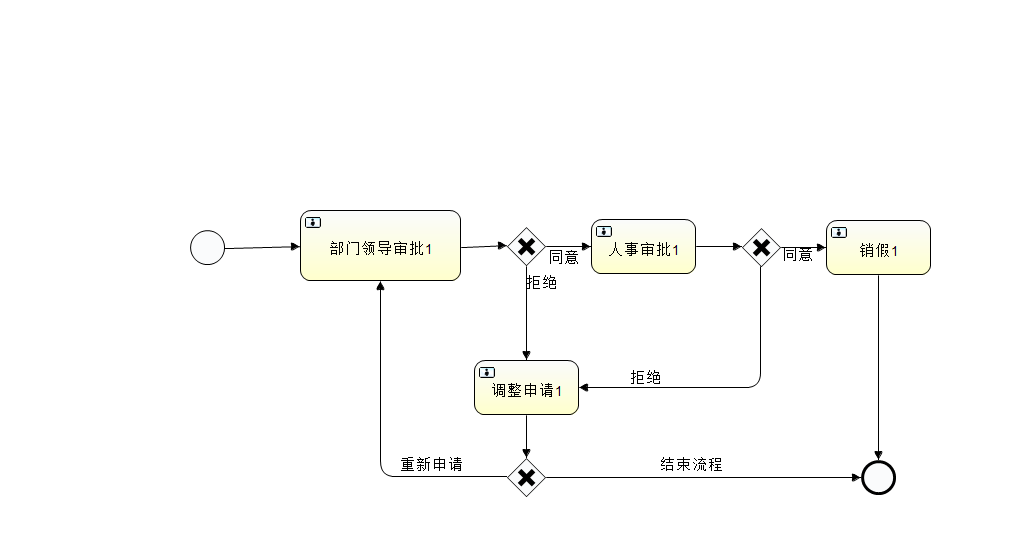 部门领导审批1
同意
人事审批1
同意
销假1
拒绝
拒绝
调整申请1
重新申请
结束流程